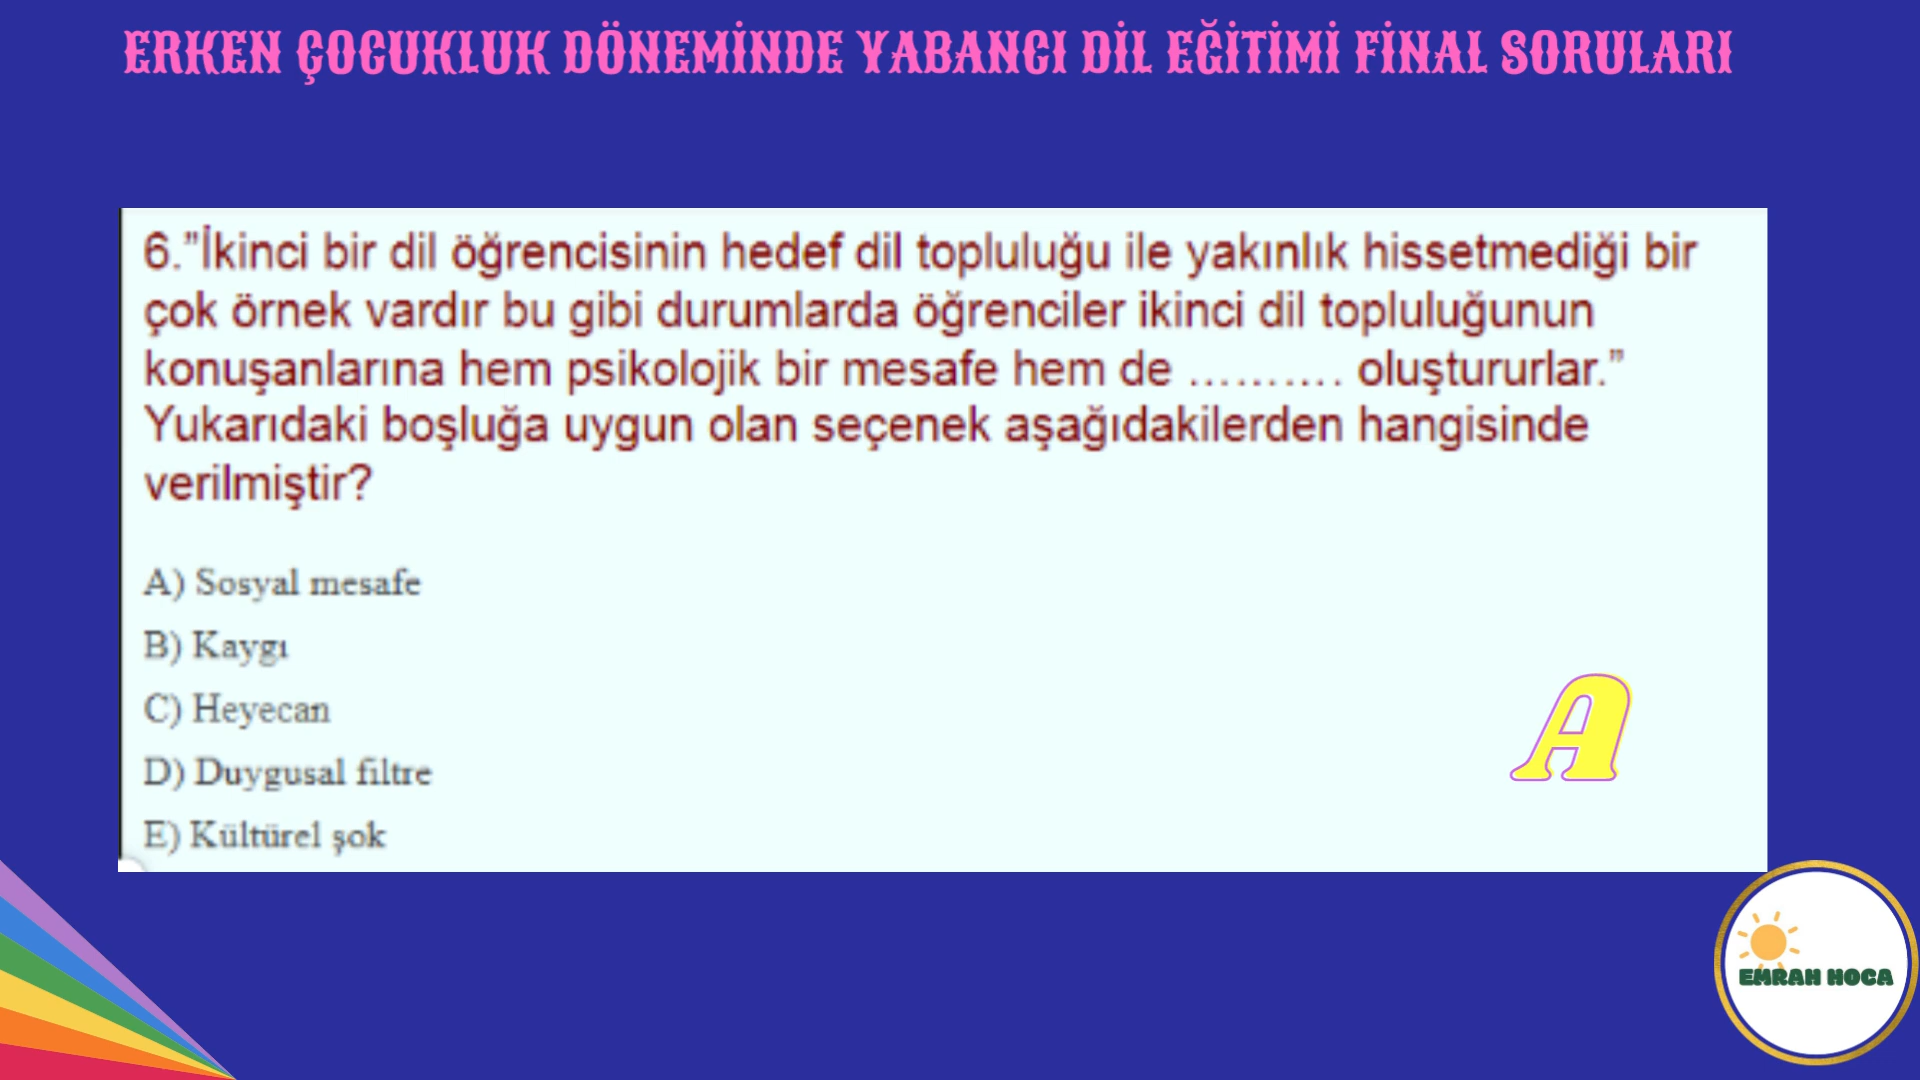 ERKEN ÇOCUKLUK DÖNEMİNDE YABANCI DİL EĞİTİMİ FİNAL SORULARI
6."İkinci bir dil öğrencisinin hedef dil topluluğu ile yakınlık hissetmediği bir
çok örnek vardır bu gibi durumlarda öğrenciler ikinci dil topluluğunun
konuşanlarına hem psikolojik bir mesafe hem de .......... oluştururlar."
Yukarıdaki boşluğa uygun olan seçenek aşağıdakilerden hangisinde
verilmiştir?
A) Sosyal mesafe
B) Kaygı
C) Heyecan
D) Duygusal filtre
E) Kültürel şok
A
EMRAH HOCA